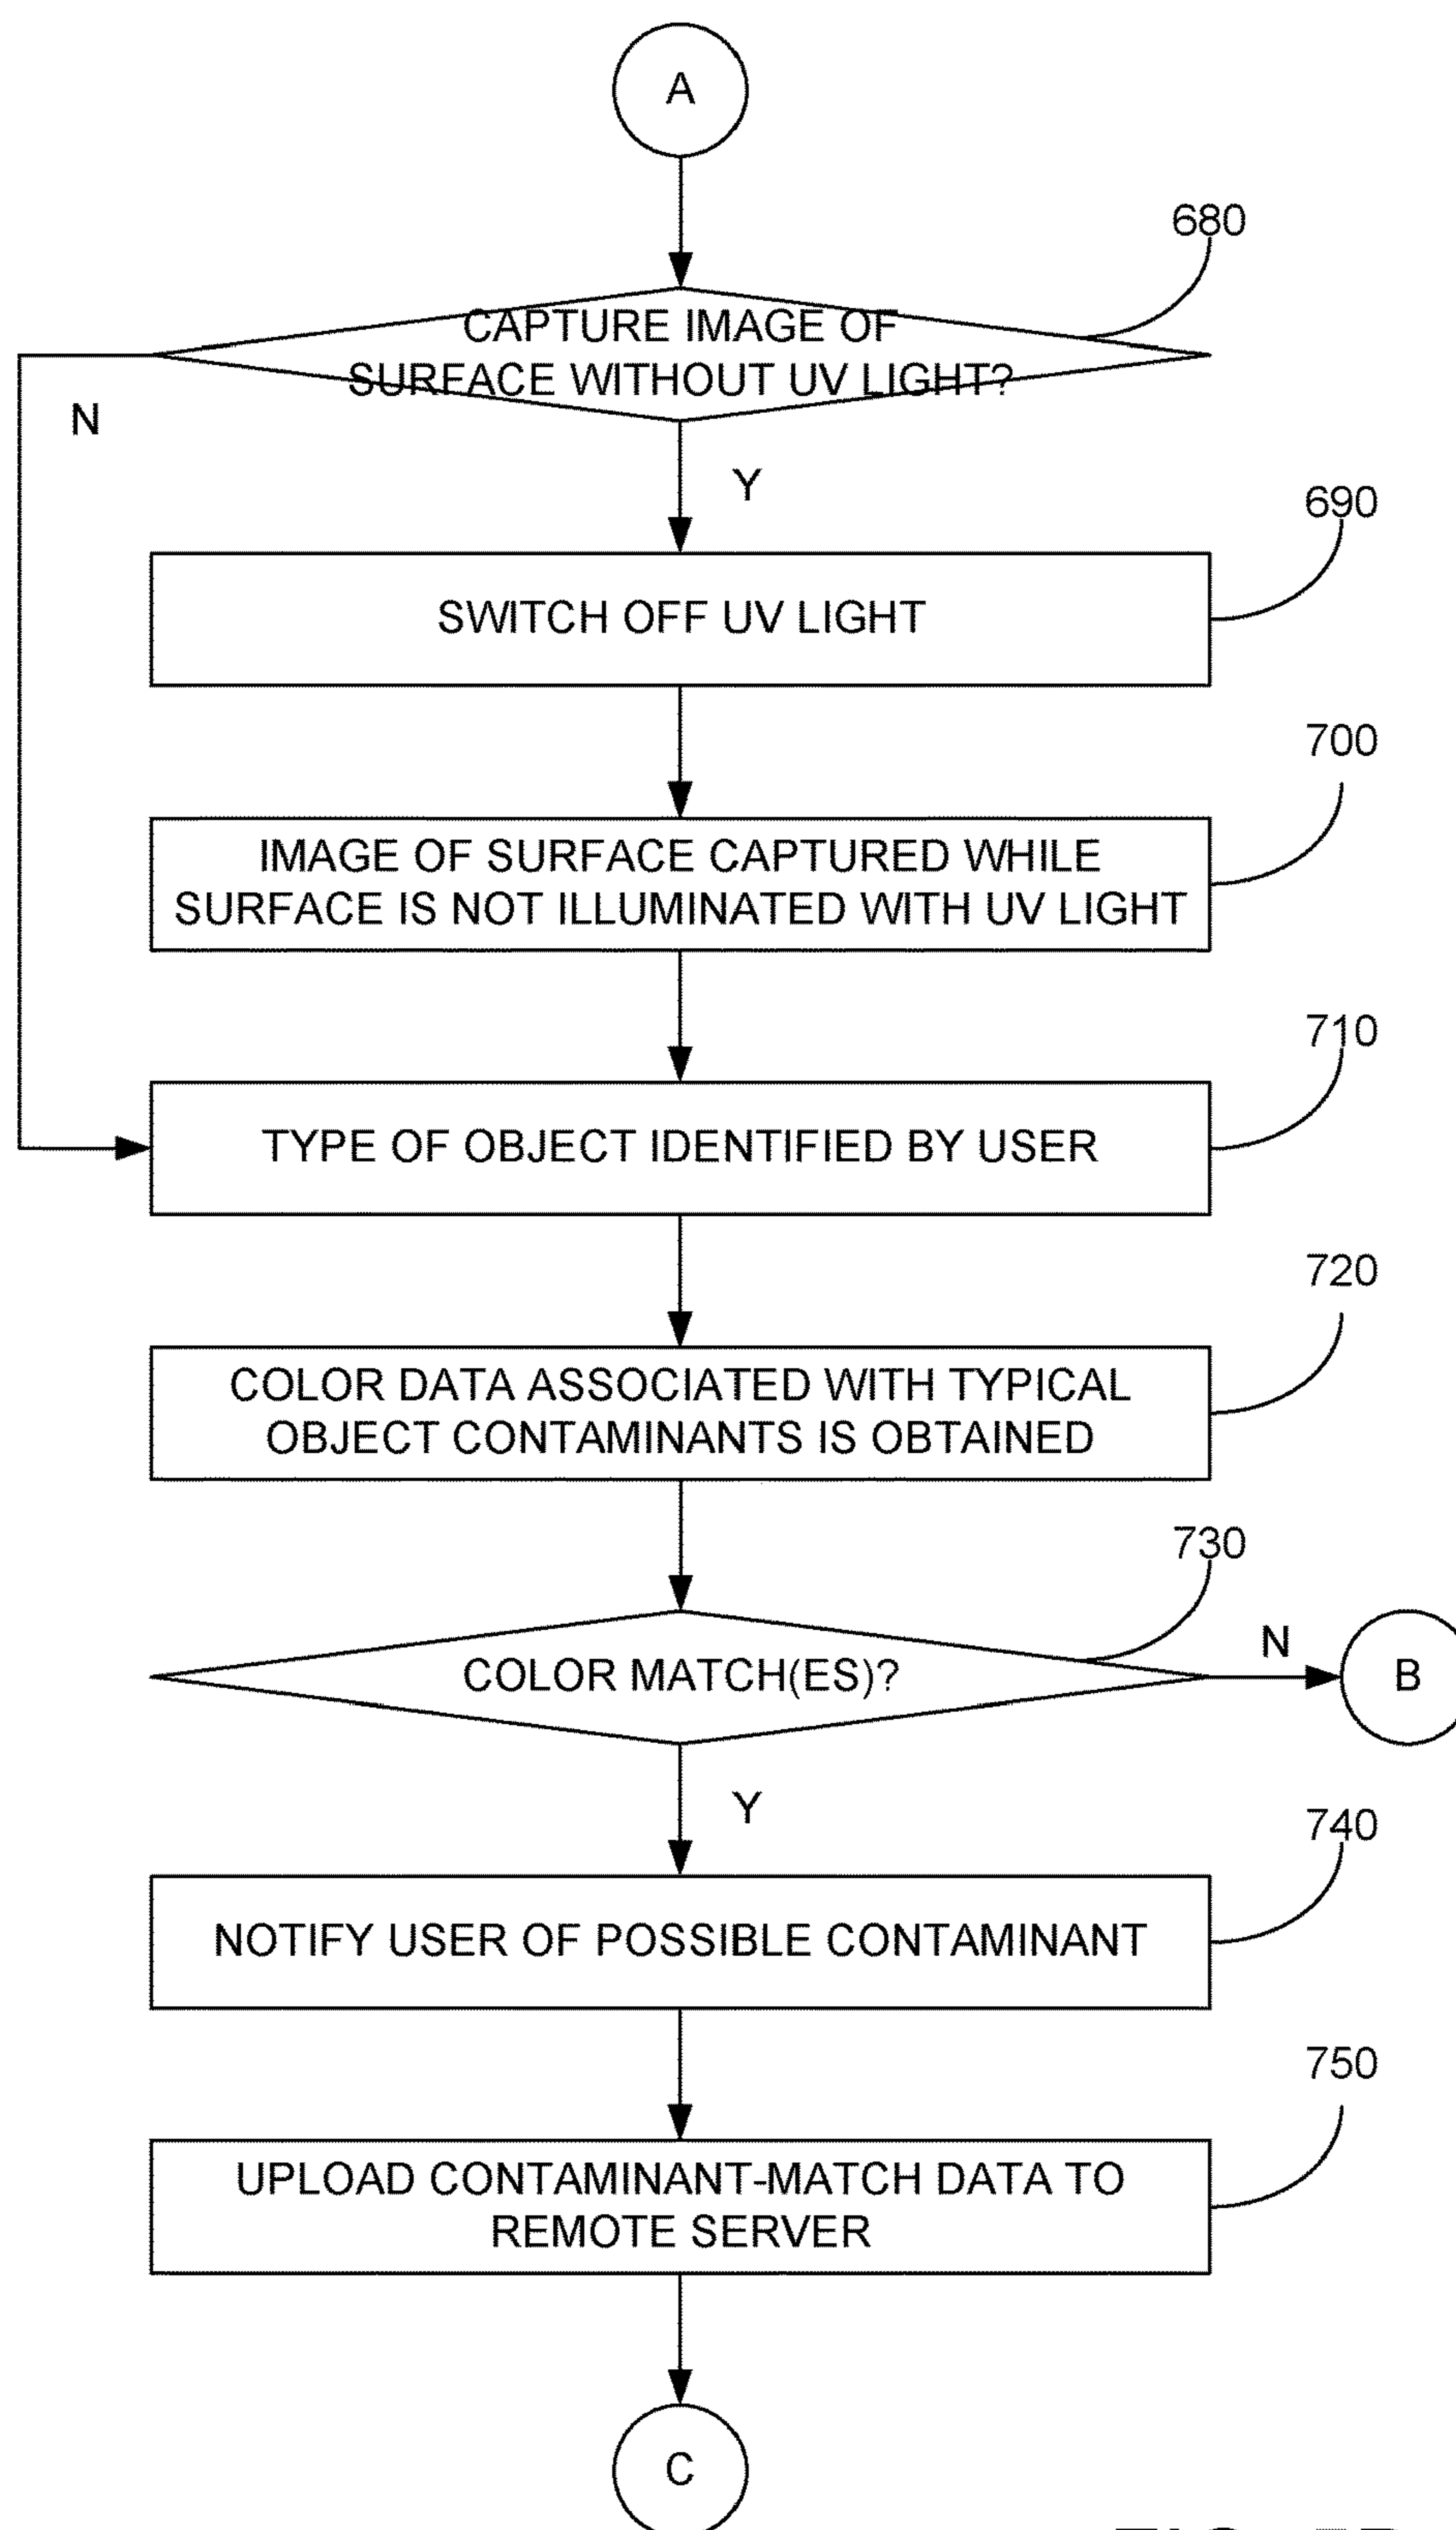 A
680
CAPTURE IMAGE OF
SURFACE WITHOUT UV LIGHT?
N
Y
690
SWITCH OFF UV LIGHT
700
IMAGE OF SURFACE CAPTURED WHILE
SURFACE IS NOT ILLUMINATED WITH UV LIGHT
710
TYPE OF OBJECT IDENTIFIED BY USER
720
COLOR DATA ASSOCIATED WITH TYPICAL
OBJECT CONTAMINANTS IS OBTAINED
730
COLOR MATCH(ES)?
N
B
Y
740
NOTIFY USER OF POSSIBLE CONTAMINANT
750
UPLOAD CONTAMINANT-MATCH DATA TO
REMOTE SERVER
C